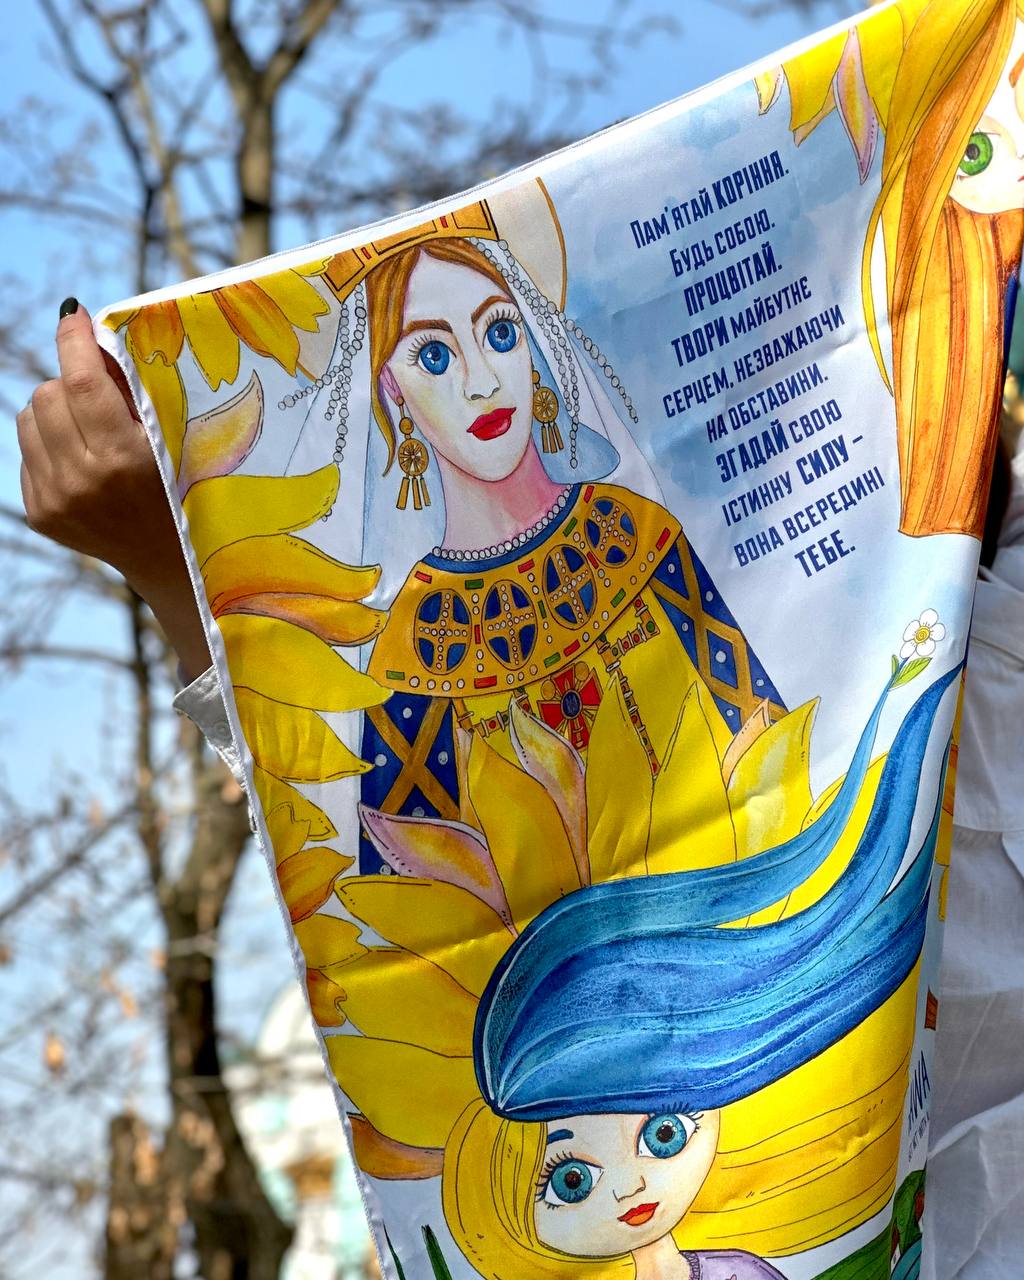 Пам'ятай КОРІННЯ.
Будь собою.
ПРОЦВІТАЙ.
ТВОРИ майбутнє
серцем, незважаючи
на обставини.
ЗГАДАЙ свою
істинну СИЛУ –
вона всередині
ТЕБЕ.